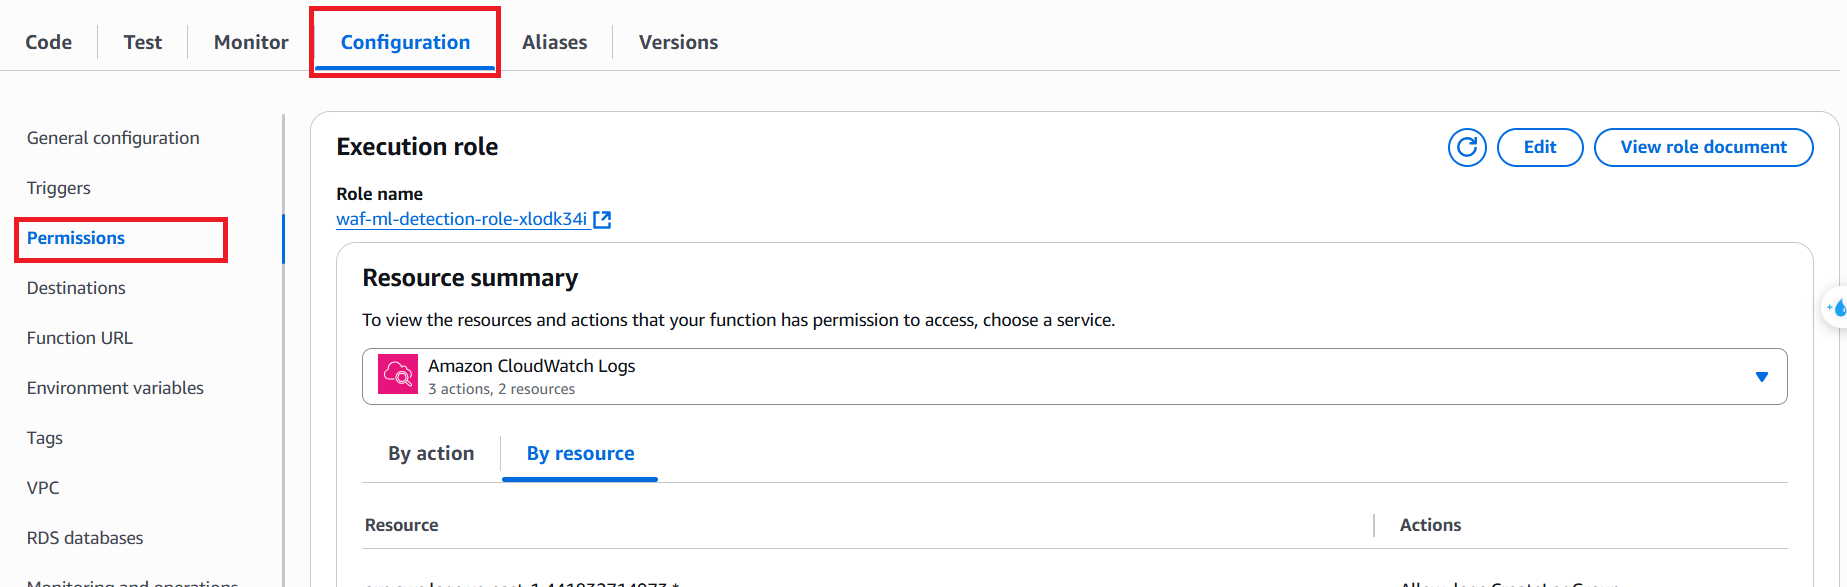 Code Test Monitor Configuration Aliases Versions
General configuration
Triggers
Permissions
Destinations
Function URL
Environment variables
Tags
VPC
RDS databases
Monitoring and operations
Execution role
Edit
View role document
Role name
waf-ml-detection-role-xlodk34i
Resource summary
To view the resources and actions that your function has permission to access, choose a service.
Amazon CloudWatch Logs
3 actions, 2 resources
By action By resource
Resource Actions